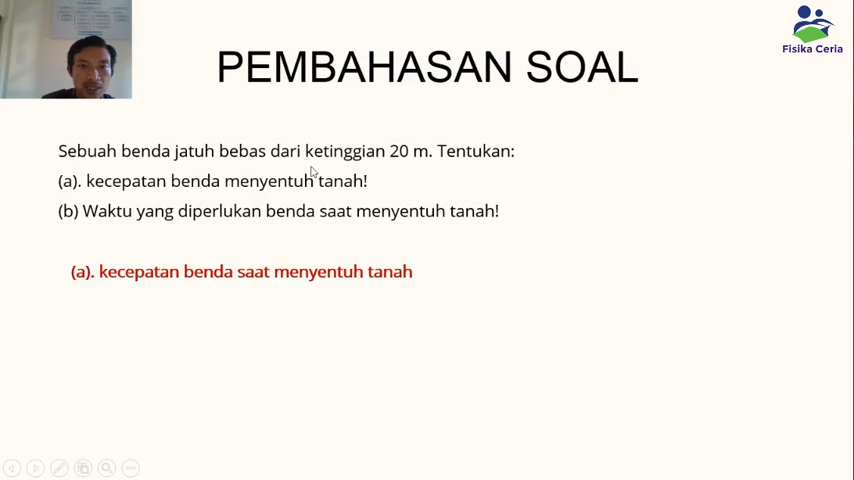 Fisika Ceria
PEMBAHASAN SOAL
Sebuah benda jatuh bebas dari ketinggian 20 m. Tentukan:
(a). kecepatan benda menyentuh tanah!
(b) Waktu yang diperlukan benda saat menyentuh tanah!
(a). kecepatan benda saat menyentuh tanah